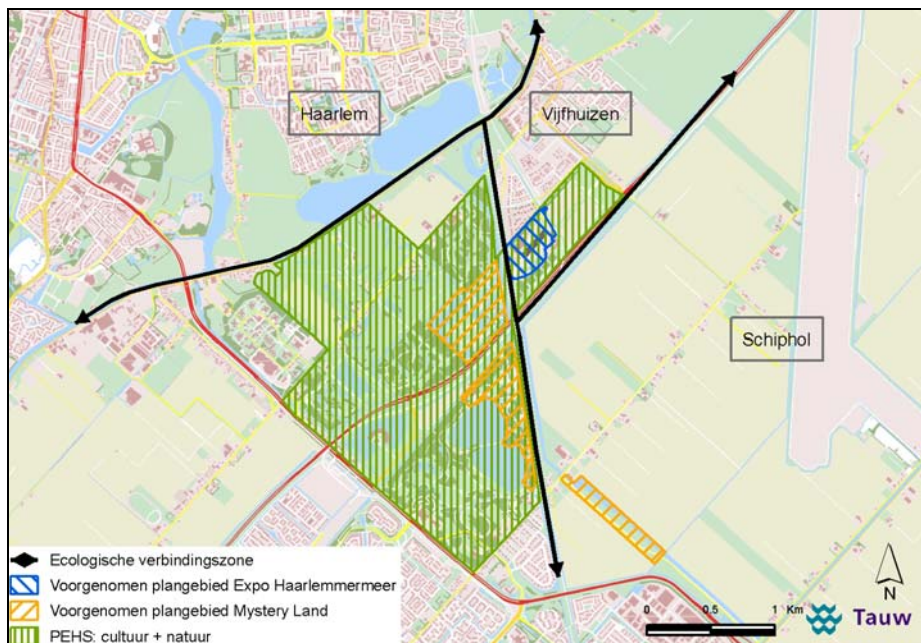 Haarlem
Vijfhuizen
Schiphol
Ecologische verbindingszone
Voorgenomen plangebied Expo Haarlemmermeer
Voorgenomen plangebied Mystery Land
PEHS: cultuur + natuur
N
0 0.5 1 Km
Tauw